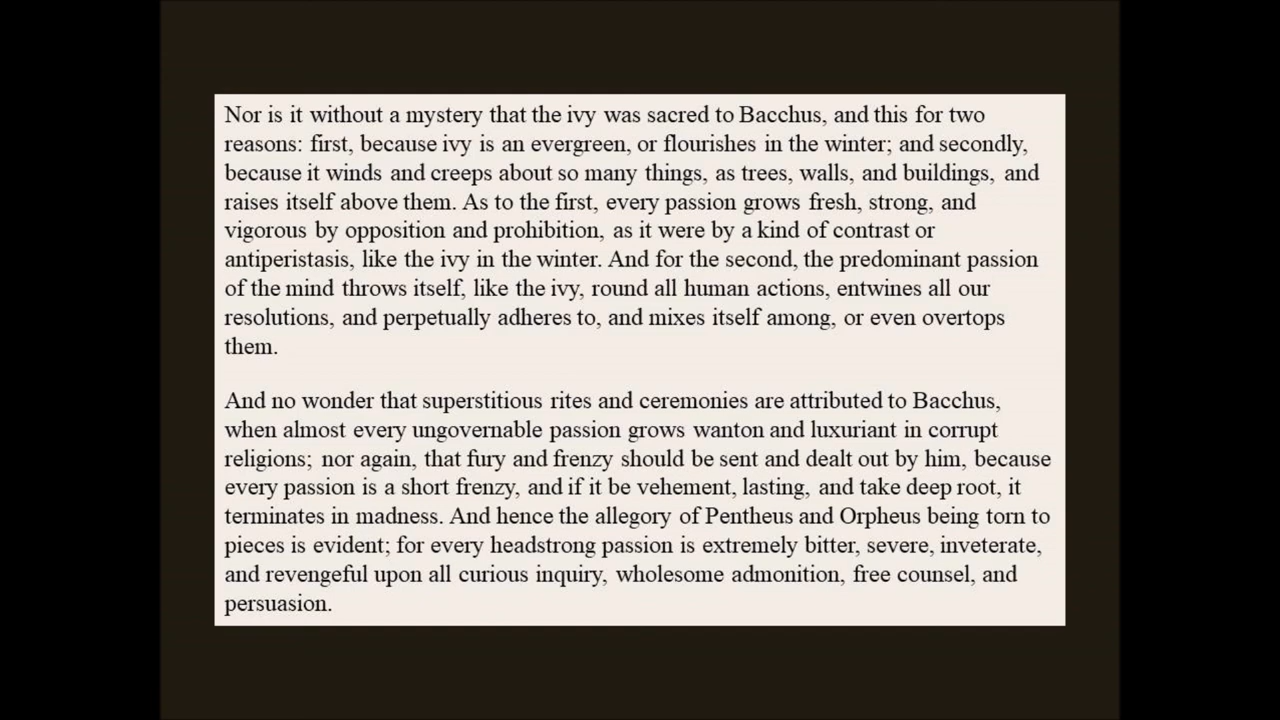 Nor is it without a mystery that the ivy was sacred to Bacchus, and this for two
reasons: first, because ivy is an evergreen, or flourishes in the winter; and secondly,
because it winds and creeps about so many things, as trees, walls, and buildings, and
raises itself above them. As to the first, every passion grows fresh, strong, and
vigorous by opposition and prohibition, as it were by a kind of contrast or
antiperistasis, like the ivy in the winter. And for the second, the predominant passion
of the mind throws itself, like the ivy, round all human actions, entwines all our
resolutions, and perpetually adheres to, and mixes itself among, or even overtops
them.
And no wonder that superstitious rites and ceremonies are attributed to Bacchus,
when almost every ungovernable passion grows wanton and luxuriant in corrupt
religions; nor again, that fury and frenzy should be sent and dealt out by him, because
every passion is a short frenzy, and if it be vehement, lasting, and take deep root, it
terminates in madness. And hence the allegory of Pentheus and Orpheus being torn to
pieces is evident; for every headstrong passion is extremely bitter, severe, inveterate,
and revengeful upon all curious inquiry, wholesome admonition, free counsel, and
persuasion.